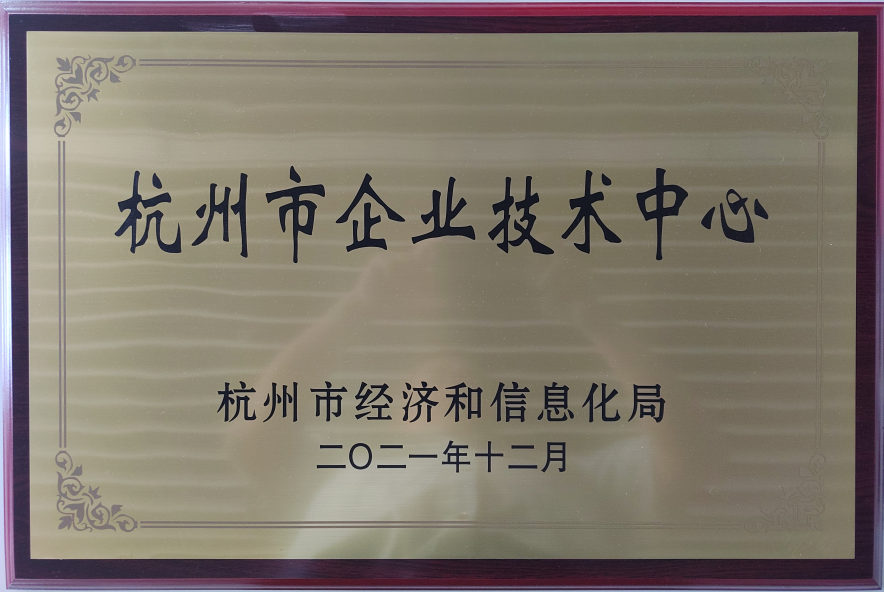 杭州市企业技术中心
杭州市经济和信息化局
二〇二一年十二月